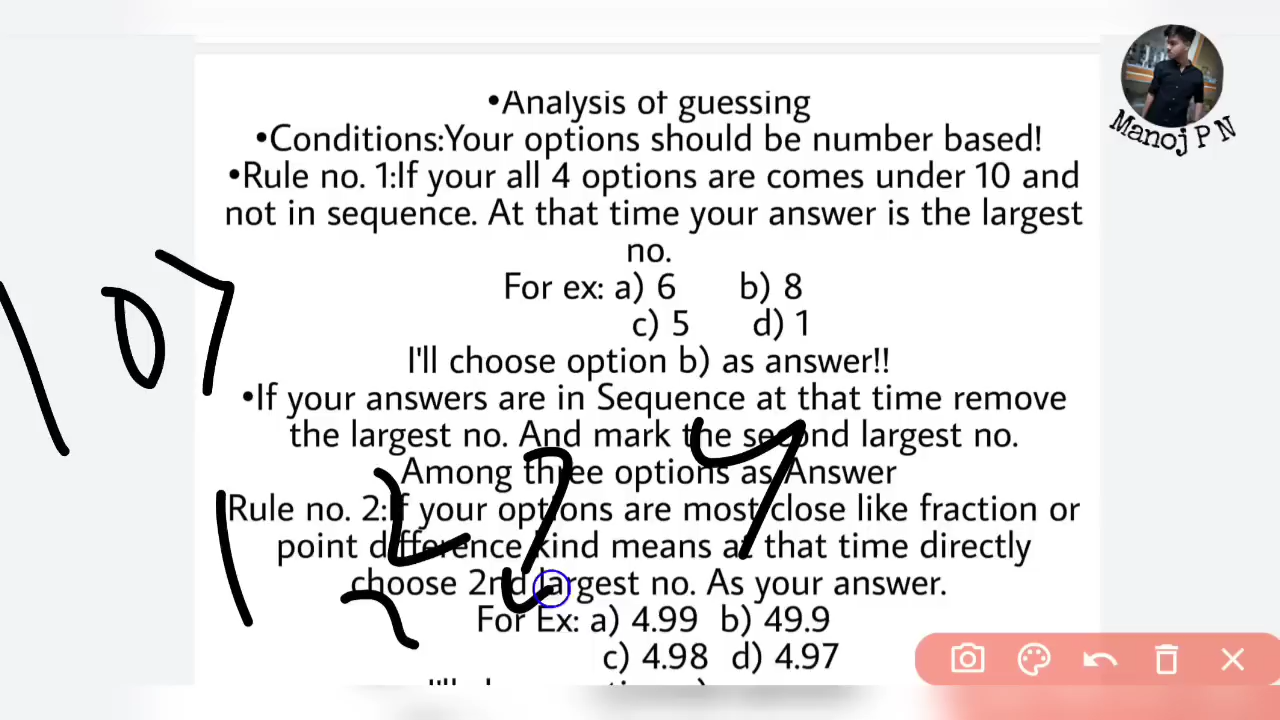 •Analysis of guessing
•Conditions:Your options should be number based!
•Rule no. 1:If your all 4 options are comes under 10 and
not in sequence. At that time your answer is the largest
no.
For ex: a) 6 b) 8
c) 5 d) 1
I'll choose option b) as answer!!
•If your answers are in Sequence at that time remove
the largest no. And mark the second largest no.
Among three options as Answer
Rule no. 2:If your options are most close like fraction or
point difference kind means at that time directly
choose 2nd largest no. As your answer.
For Ex: a) 4.99 b) 49.9
c) 4.98 d) 4.97
Manoj P N
107
1 2 3 4